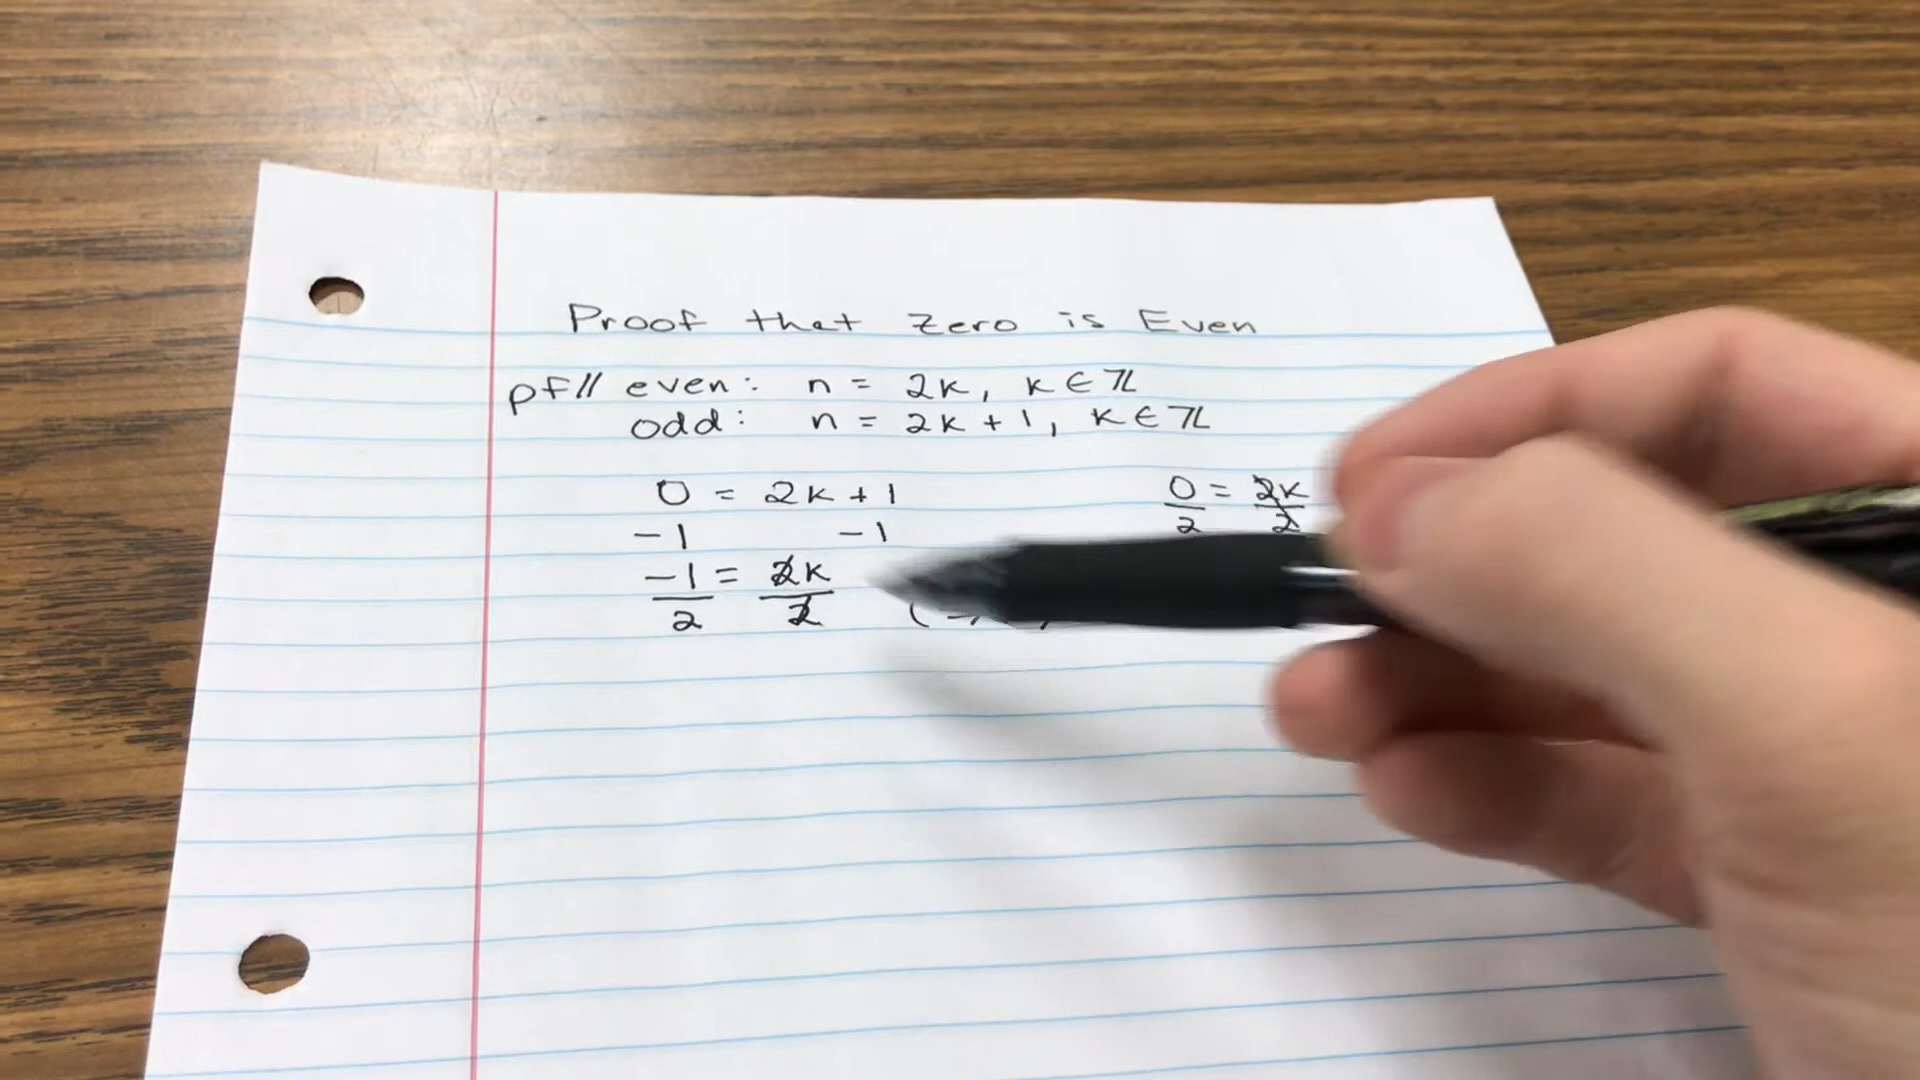 Proof that Zero is Even
pf// even: n = 2k, k ∈ ℤ
odd: n = 2k + 1, k ∈ ℤ
0 = 2k + 1
-1 -1
-1/2 = 2k/2
0/2 = 2k/2